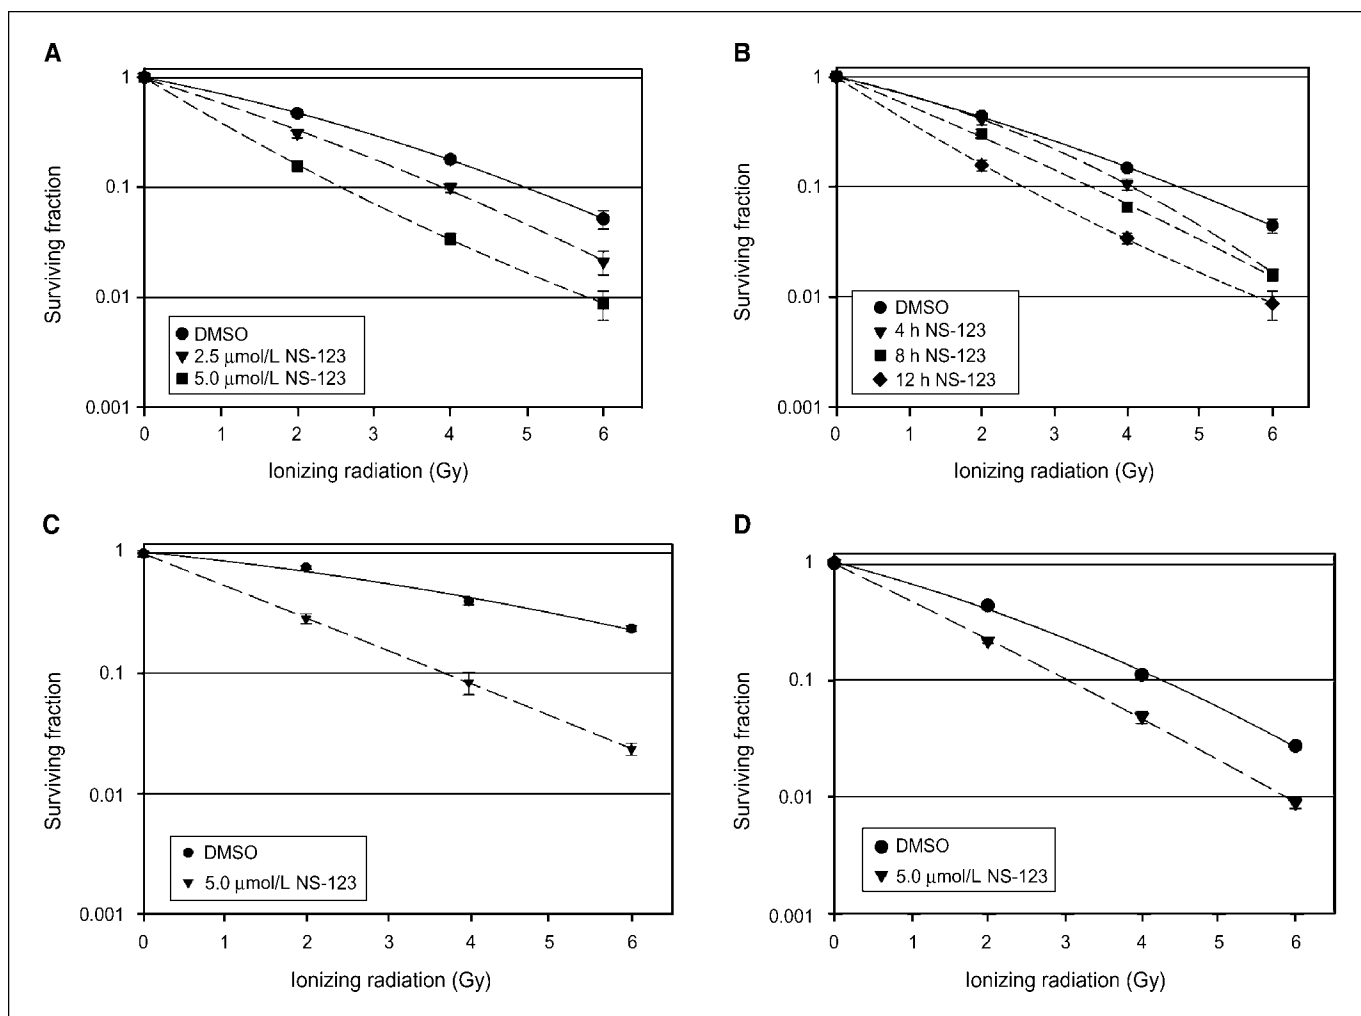 A
Surviving fraction
1
0.1
0.01
0.001
DMSO
2.5 μmol/L NS-123
5.0 μmol/L NS-123
0 1 2 3 4 5 6
Ionizing radiation (Gy)
B
Surviving fraction
1
0.1
0.01
0.001
DMSO
4 h NS-123
8 h NS-123
12 h NS-123
0 1 2 3 4 5 6
Ionizing radiation (Gy)
C
Surviving fraction
1
0.1
0.01
0.001
DMSO
5.0 μmol/L NS-123
0 1 2 3 4 5 6
Ionizing radiation (Gy)
D
Surviving fraction
1
0.1
0.01
0.001
DMSO
5.0 μmol/L NS-123
0 1 2 3 4 5 6
Ionizing radiation (Gy)